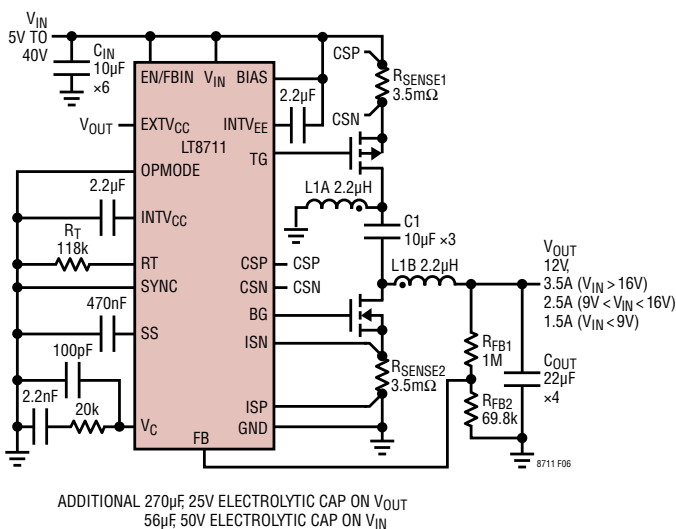 VIN
5V TO
40V
CIN
10µF
×6
EN/FBIN VIN BIAS
CSP
RSENSE1
3.5mΩ
CSN
2.2µF
VOUT
EXTVCC
INTVEE
LT8711
TG
OPMODE
2.2µF
INTVCC
L1A 2.2µH
C1
10µF ×3
RT
118k
RT
CSP
CSP
L1B 2.2µH
SYNC
CSN
CSN
VOUT
12V,
3.5A (VIN > 16V)
2.5A (9V < VIN < 16V)
1.5A (VIN < 9V)
470nF
BG
SS
ISN
100pF
RSENSE2
3.5mΩ
RFB1
1M
COUT
22µF
×4
2.2nF
20k
ISP
RFB2
69.8k
VC
GND
FB
8711 F06
ADDITIONAL 270µF, 25V ELECTROLYTIC CAP ON VOUT
56µF, 50V ELECTROLYTIC CAP ON VIN